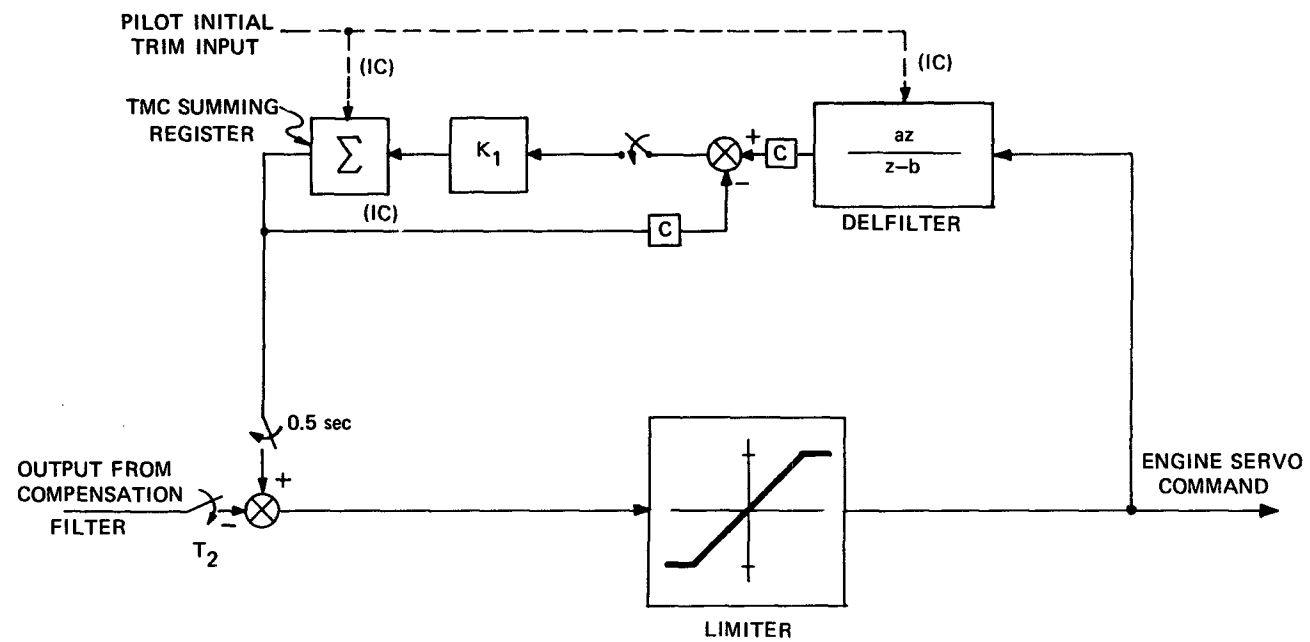 PILOT INITIAL
TRIM INPUT
(IC)
(IC)
TMC SUMMING
REGISTER
Σ
K1
+
C
az
z–b
–
(IC)
C
DELFILTER
0.5 sec
OUTPUT FROM
COMPENSATION
FILTER
+
–
T2
ENGINE SERVO
COMMAND
LIMITER